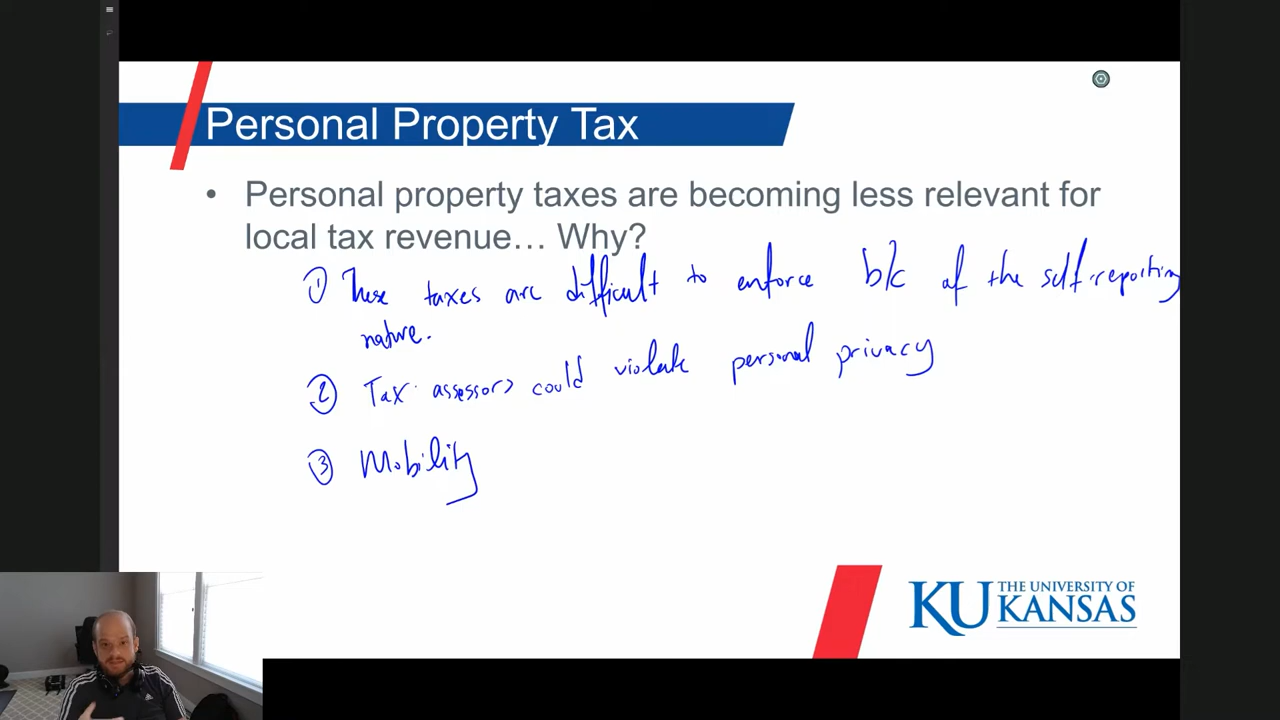 Personal Property Tax
• Personal property taxes are becoming less relevant for
local tax revenue… Why?
① These taxes are difficult to enforce b/c of the self-reporting
nature.
② Tax assessors could violate personal privacy
③ Mobility
KU THE UNIVERSITY OF
KANSAS